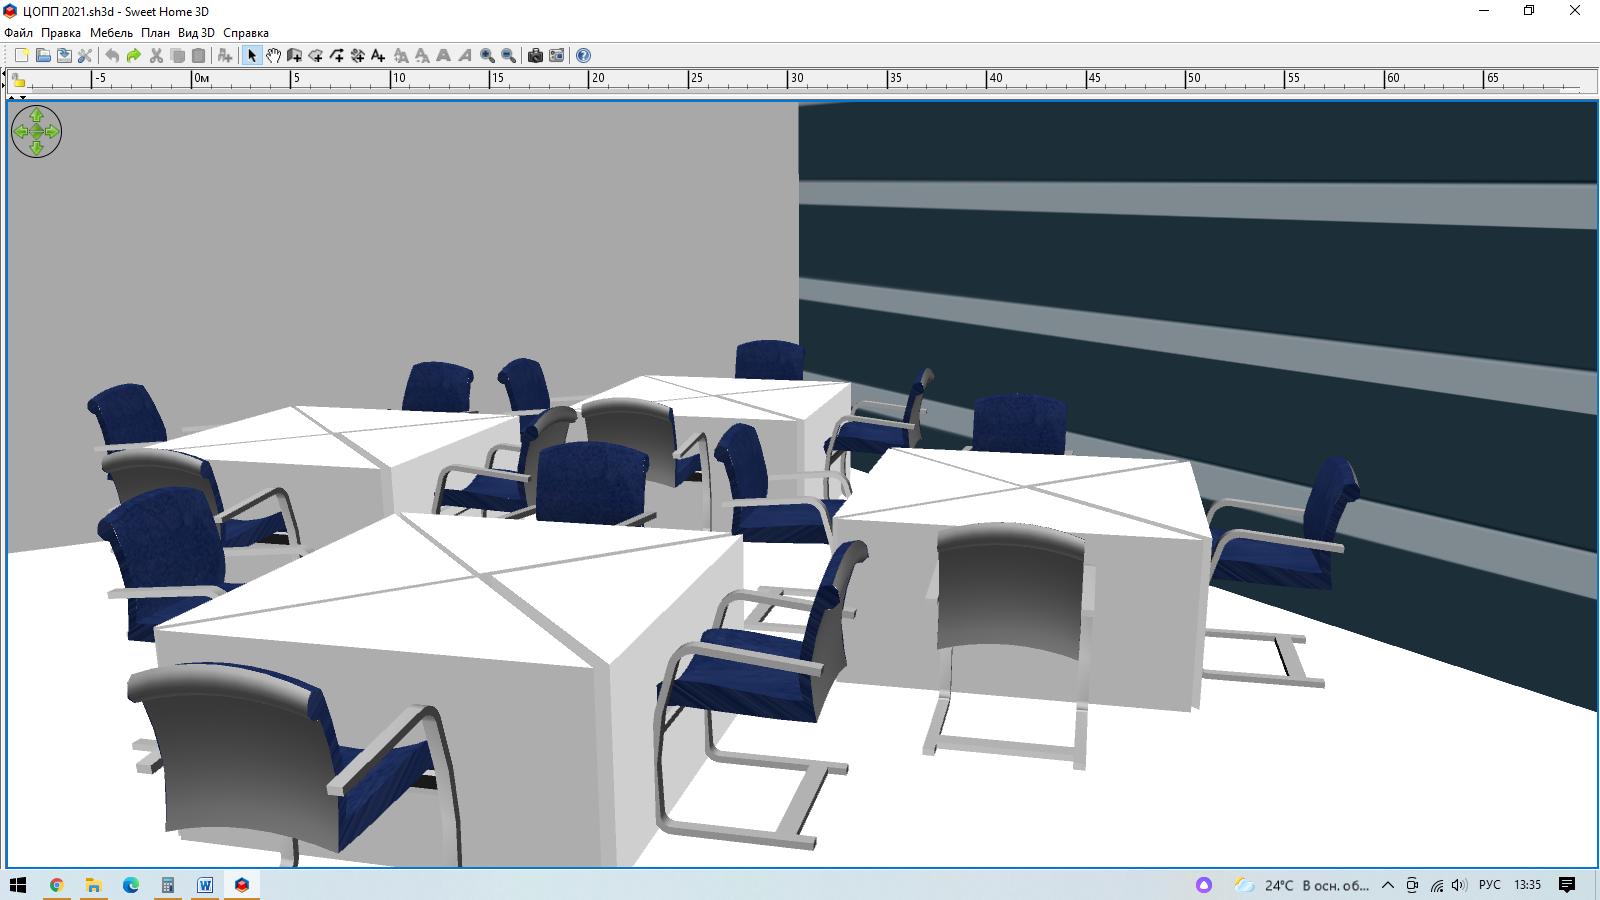 ЦОПП 2021.sh3d - Sweet Home 3D
Файл Правка Мебель План Вид 3D Справка
-5 0м 5 10 15 20 25 30 35 40 45 50 55 60 65
24°C В осн. об... РУС 13:35